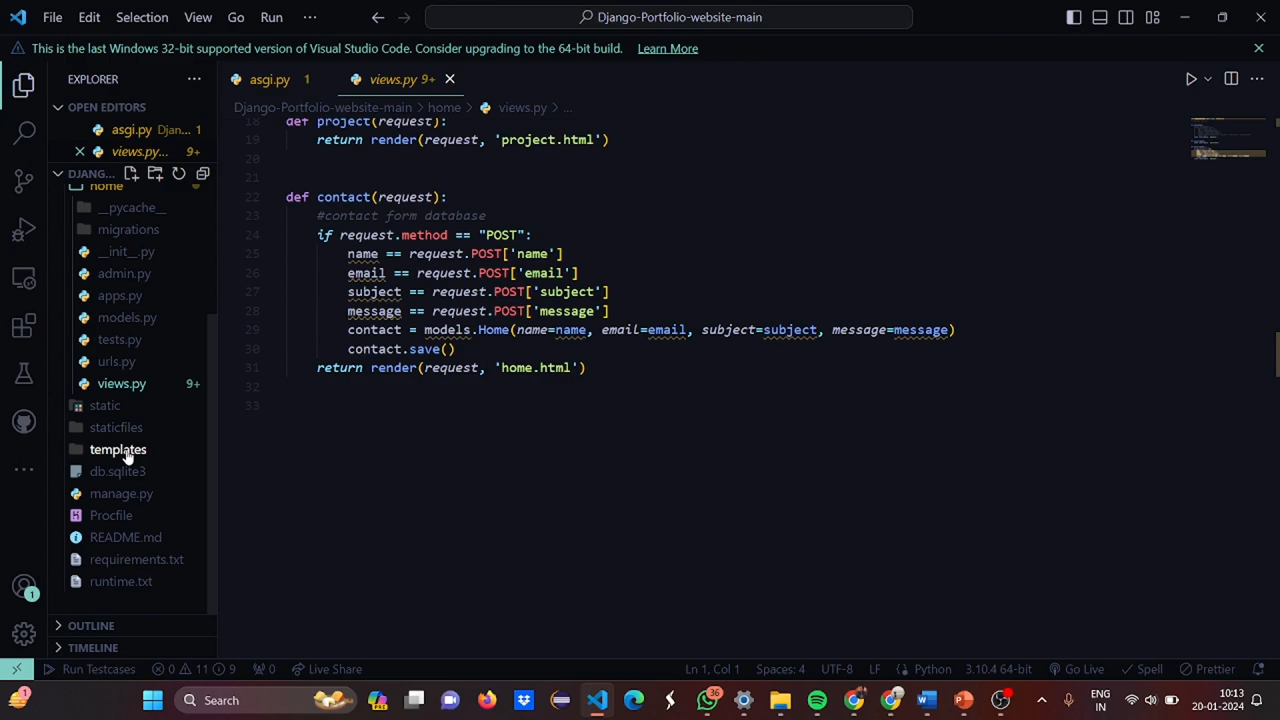 File Edit Selection View Go Run ··· Django-Portfolio-website-main
This is the last Windows 32-bit supported version of Visual Studio Code. Consider upgrading to the 64-bit build. Learn More
EXPLORER ···
OPEN EDITORS
asgi.py Djan... 1
views.py... 9+
DJANG...
home
__pycache__
migrations
__init__.py
admin.py
apps.py
models.py
tests.py
urls.py
views.py 9+
static
staticfiles
templates
db.sqlite3
manage.py
Procfile
README.md
requirements.txt
runtime.txt
OUTLINE
TIMELINE
asgi.py 1 views.py 9+
Django-Portfolio-website-main > home > views.py > ...
18 def project(request):
19 return render(request, 'project.html')
20
21
22 def contact(request):
23 #contact form database
24 if request.method == "POST":
25 name == request.POST['name']
26 email == request.POST['email']
27 subject == request.POST['subject']
28 message == request.POST['message']
29 contact = models.Home(name=name, email=email, subject=subject, message=message)
30 contact.save()
31 return render(request, 'home.html')
32
33
1
Run Testcases 0 11 9 0 Live Share Ln 1, Col 1 Spaces: 4 UTF-8 LF Python 3.10.4 64-bit Go Live Spell Prettier
1 Search 36 ENG IN 10:13 20-01-2024